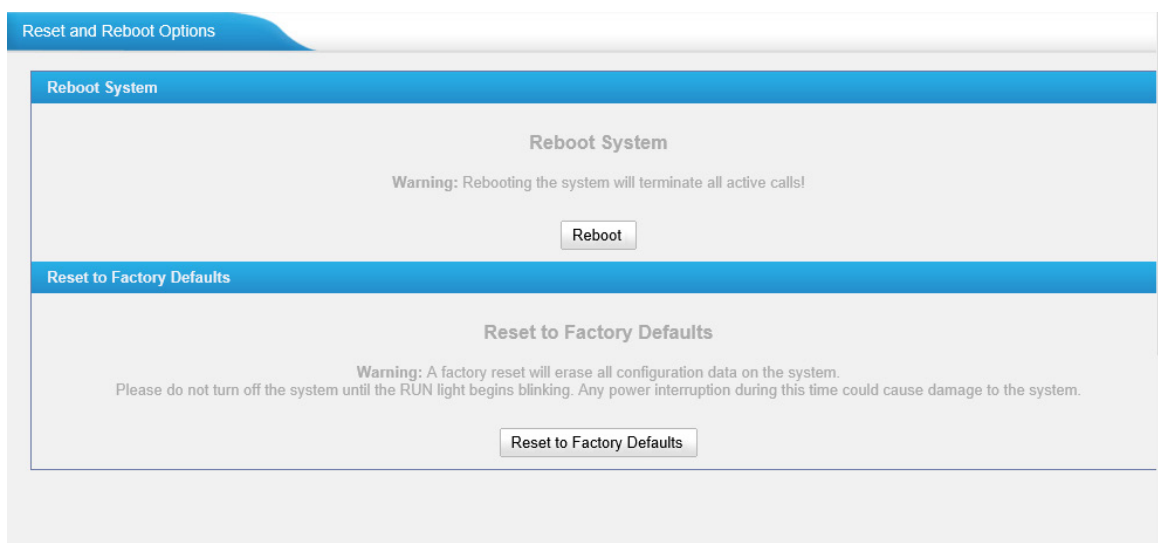 Reset and Reboot Options
Reboot System
Reboot System
Warning: Rebooting the system will terminate all active calls!
Reboot
Reset to Factory Defaults
Reset to Factory Defaults
Warning: A factory reset will erase all configuration data on the system.
Please do not turn off the system until the RUN light begins blinking. Any power interruption during this time could cause damage to the system.
Reset to Factory Defaults